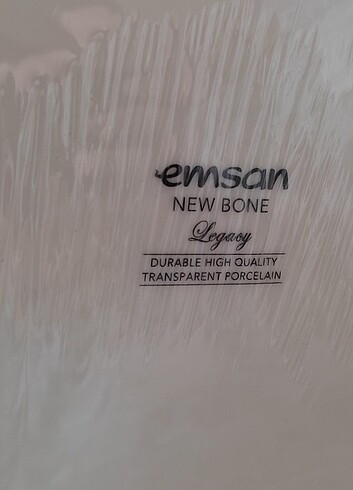 emsan
NEW BONE
Legacy
DURABLE HIGH QUALITY
TRANSPARENT PORCELAIN